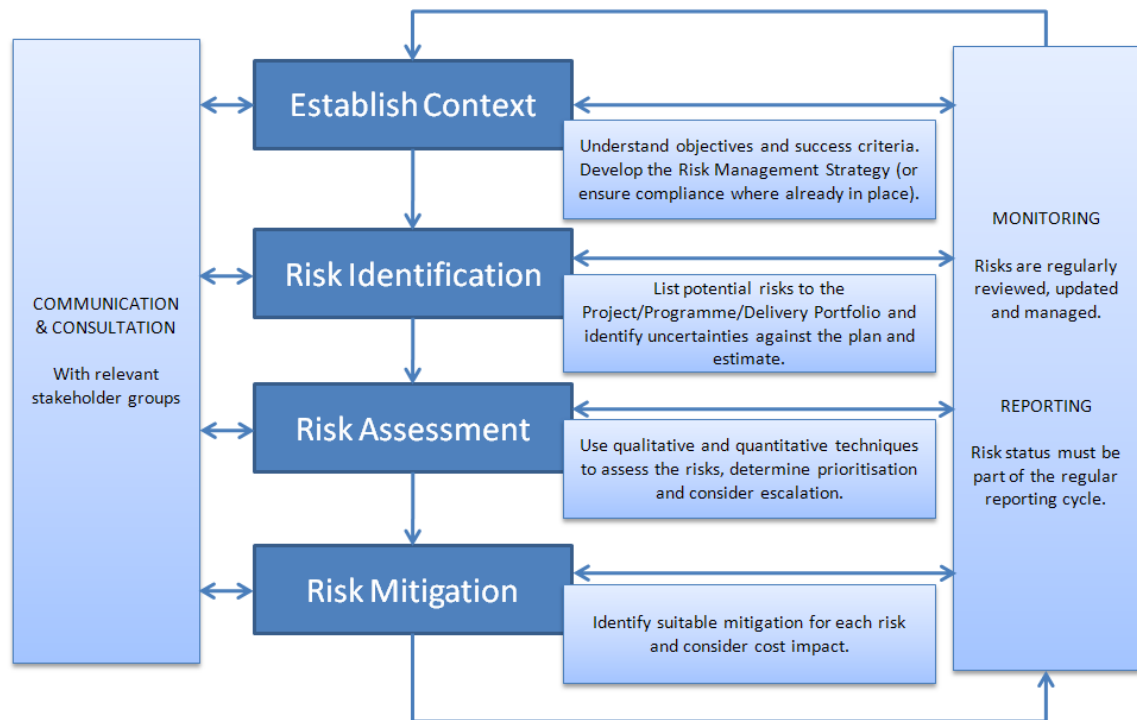 COMMUNICATION
& CONSULTATION
With relevant
stakeholder groups
Establish Context
Understand objectives and success criteria.
Develop the Risk Management Strategy (or
ensure compliance where already in place).
Risk Identification
List potential risks to the
Project/Programme/Delivery Portfolio and
identify uncertainties against the plan and
estimate.
Risk Assessment
Use qualitative and quantitative techniques
to assess the risks, determine prioritisation
and consider escalation.
Risk Mitigation
Identify suitable mitigation for each risk
and consider cost impact.
MONITORING
Risks are regularly
reviewed, updated
and managed.
REPORTING
Risk status must be
part of the regular
reporting cycle.